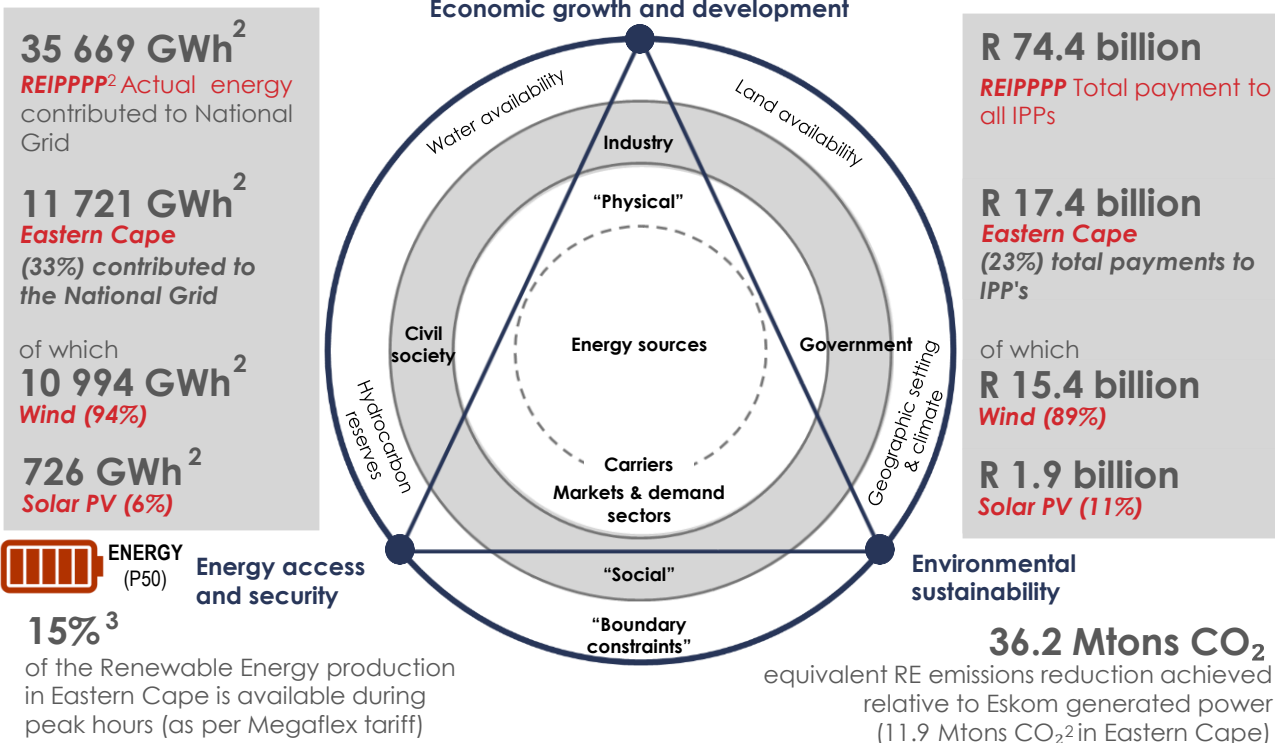 Economic growth and development
35 669 GWh²
REIPPPP² Actual energy
contributed to National
Grid
11 721 GWh²
Eastern Cape
(33%) contributed to
the National Grid
of which
10 994 GWh²
Wind (94%)
726 GWh²
Solar PV (6%)
Water availability
Land availability
Industry
“Physical”
Civil
society
Energy sources
Government
Hydrocarbon
reserves
Geographic setting
& climate
Carriers
Markets & demand
sectors
“Social”
“Boundary
constraints”
R 74.4 billion
REIPPPP Total payment to
all IPPs
R 17.4 billion
Eastern Cape
(23%) total payments to
IPP's
of which
R 15.4 billion
Wind (89%)
R 1.9 billion
Solar PV (11%)
ENERGY
(P50)
Energy access
and security
15% ³
of the Renewable Energy production
in Eastern Cape is available during
peak hours (as per Megaflex tariff)
Environmental
sustainability
36.2 Mtons CO₂
equivalent RE emissions reduction achieved
relative to Eskom generated power
(11.9 Mtons CO₂² in Eastern Cape)